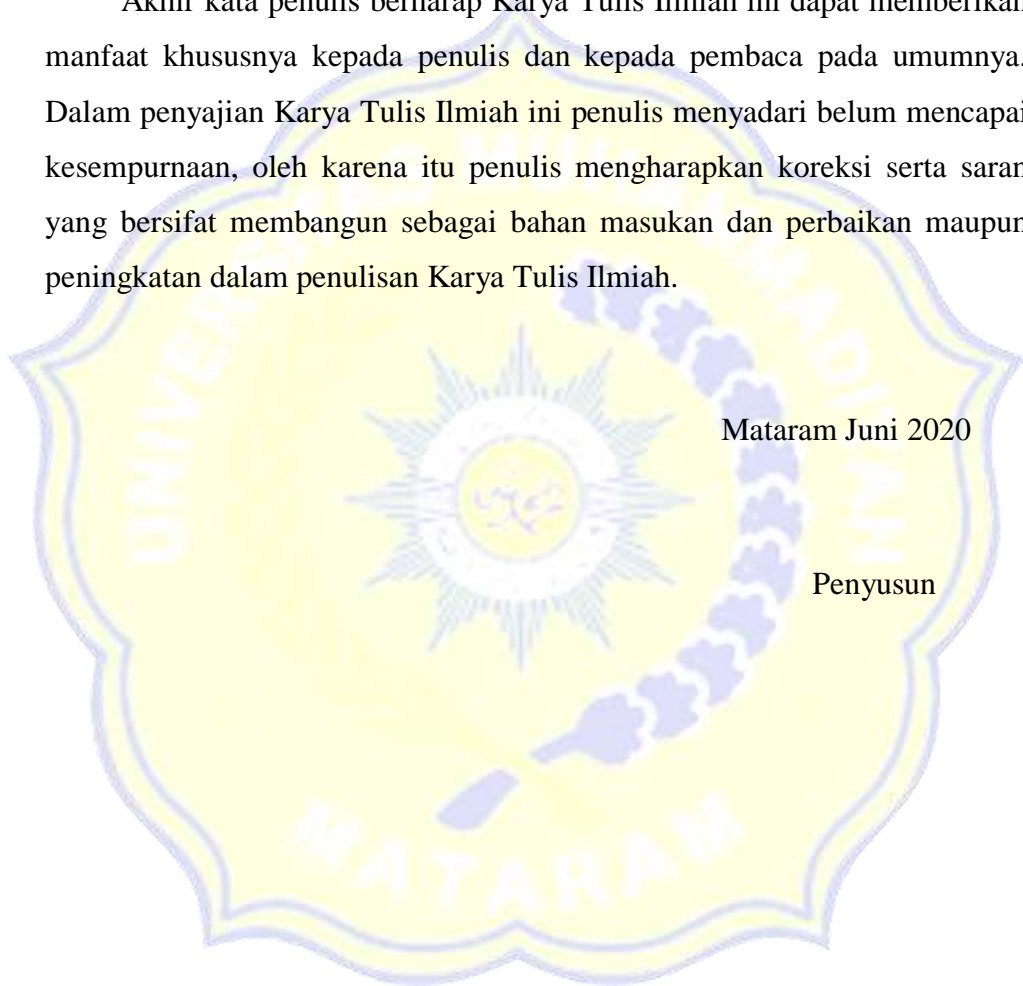 Akhir kata penulis berharap Karya Tulis Ilmiah ini dapat memberikan
manfaat khususnya kepada penulis dan kepada pembaca pada umumnya.
Dalam penyajian Karya Tulis Ilmiah ini penulis menyadari belum mencapai
kesempurnaan, oleh karena itu penulis mengharapkan koreksi serta saran
yang bersifat membangun sebagai bahan masukan dan perbaikan maupun
peningkatan dalam penulisan Karya Tulis Ilmiah.
Mataram Juni 2020
Penyusun
UNIVERSITAS MUHAMMADIYAH
MATARAM